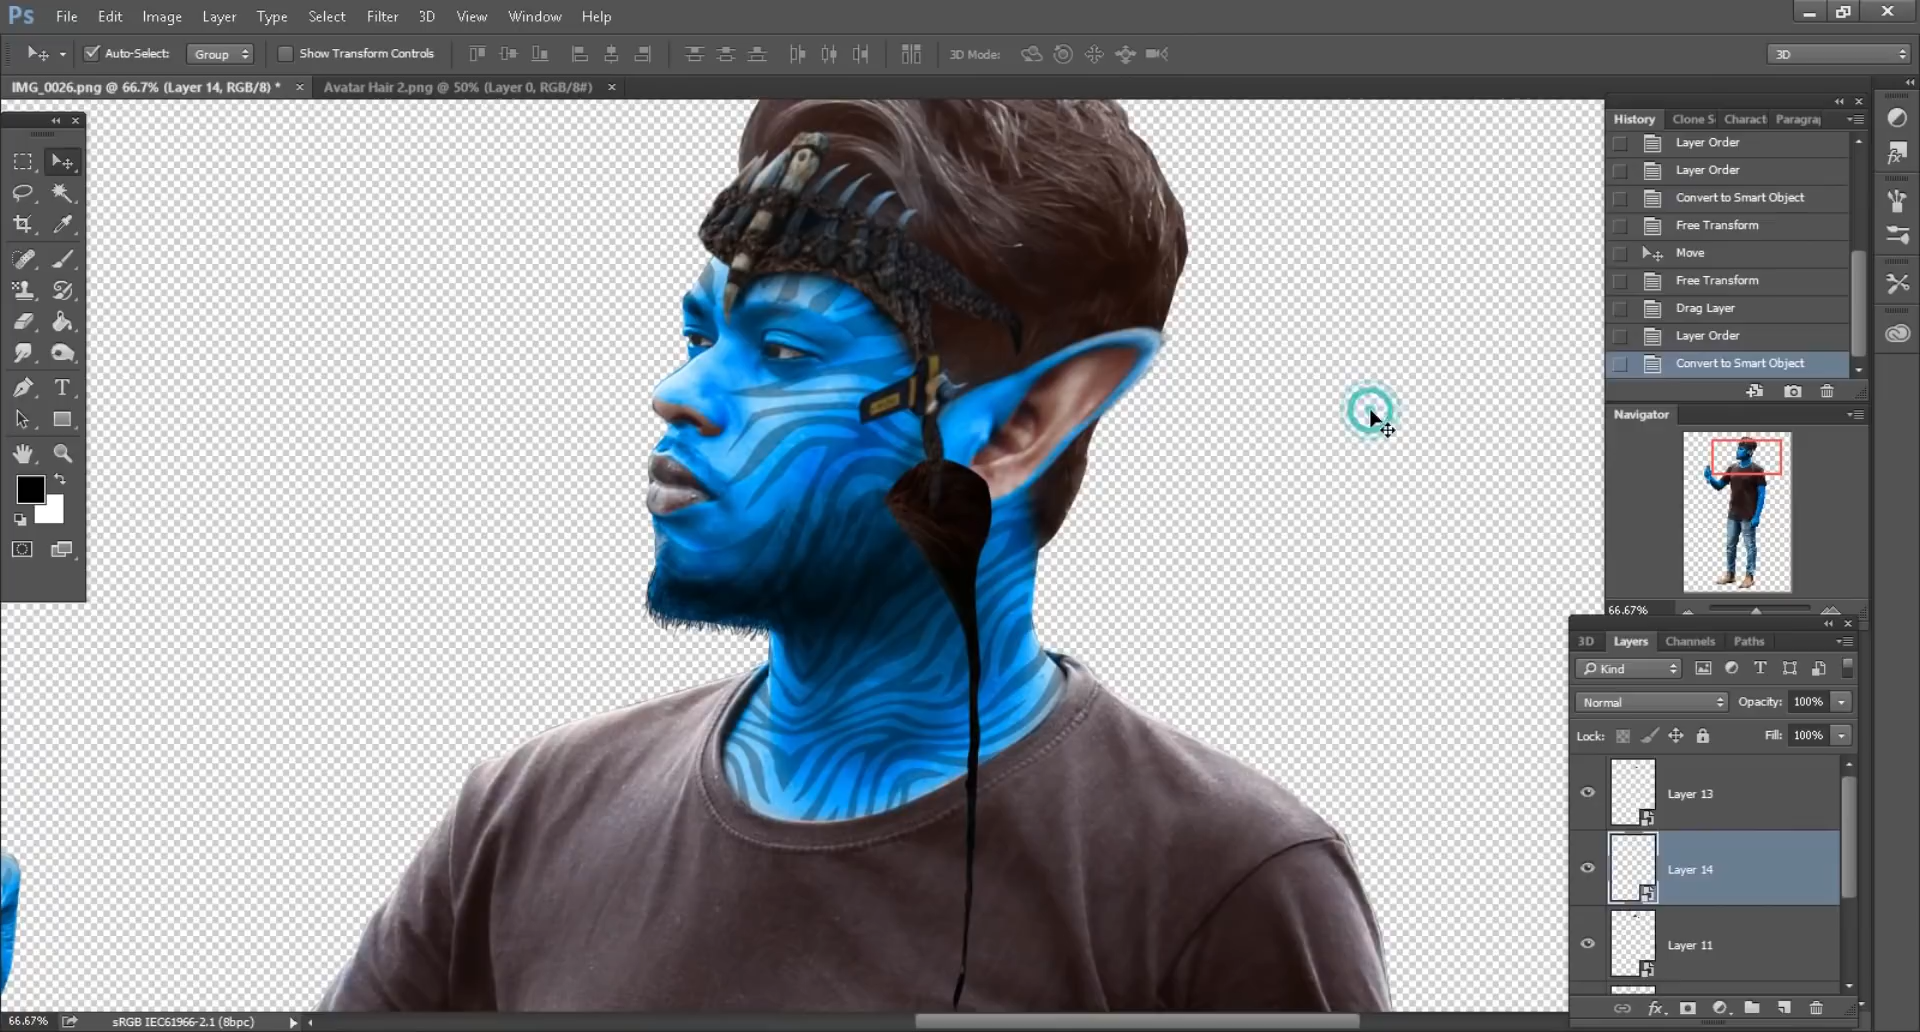 Ps File Edit Image Layer Type Select Filter 3D View Window Help
Auto-Select: Group Show Transform Controls 3D Mode: 3D
IMG_0026.png @ 66.7% (Layer 14, RGB/8) * × Avatar Hair 2.png @ 50% (Layer 0, RGB/8#) ×
History Clone S Charact Paragra
Layer Order
Layer Order
Convert to Smart Object
Free Transform
Move
Free Transform
Drag Layer
Layer Order
Convert to Smart Object
Navigator
66.67%
3D Layers Channels Paths
Kind
Normal Opacity: 100%
Lock: Fill: 100%
Layer 13
Layer 14
Layer 11
66.67% sRGB IEC61966-2.1 (8bpc)